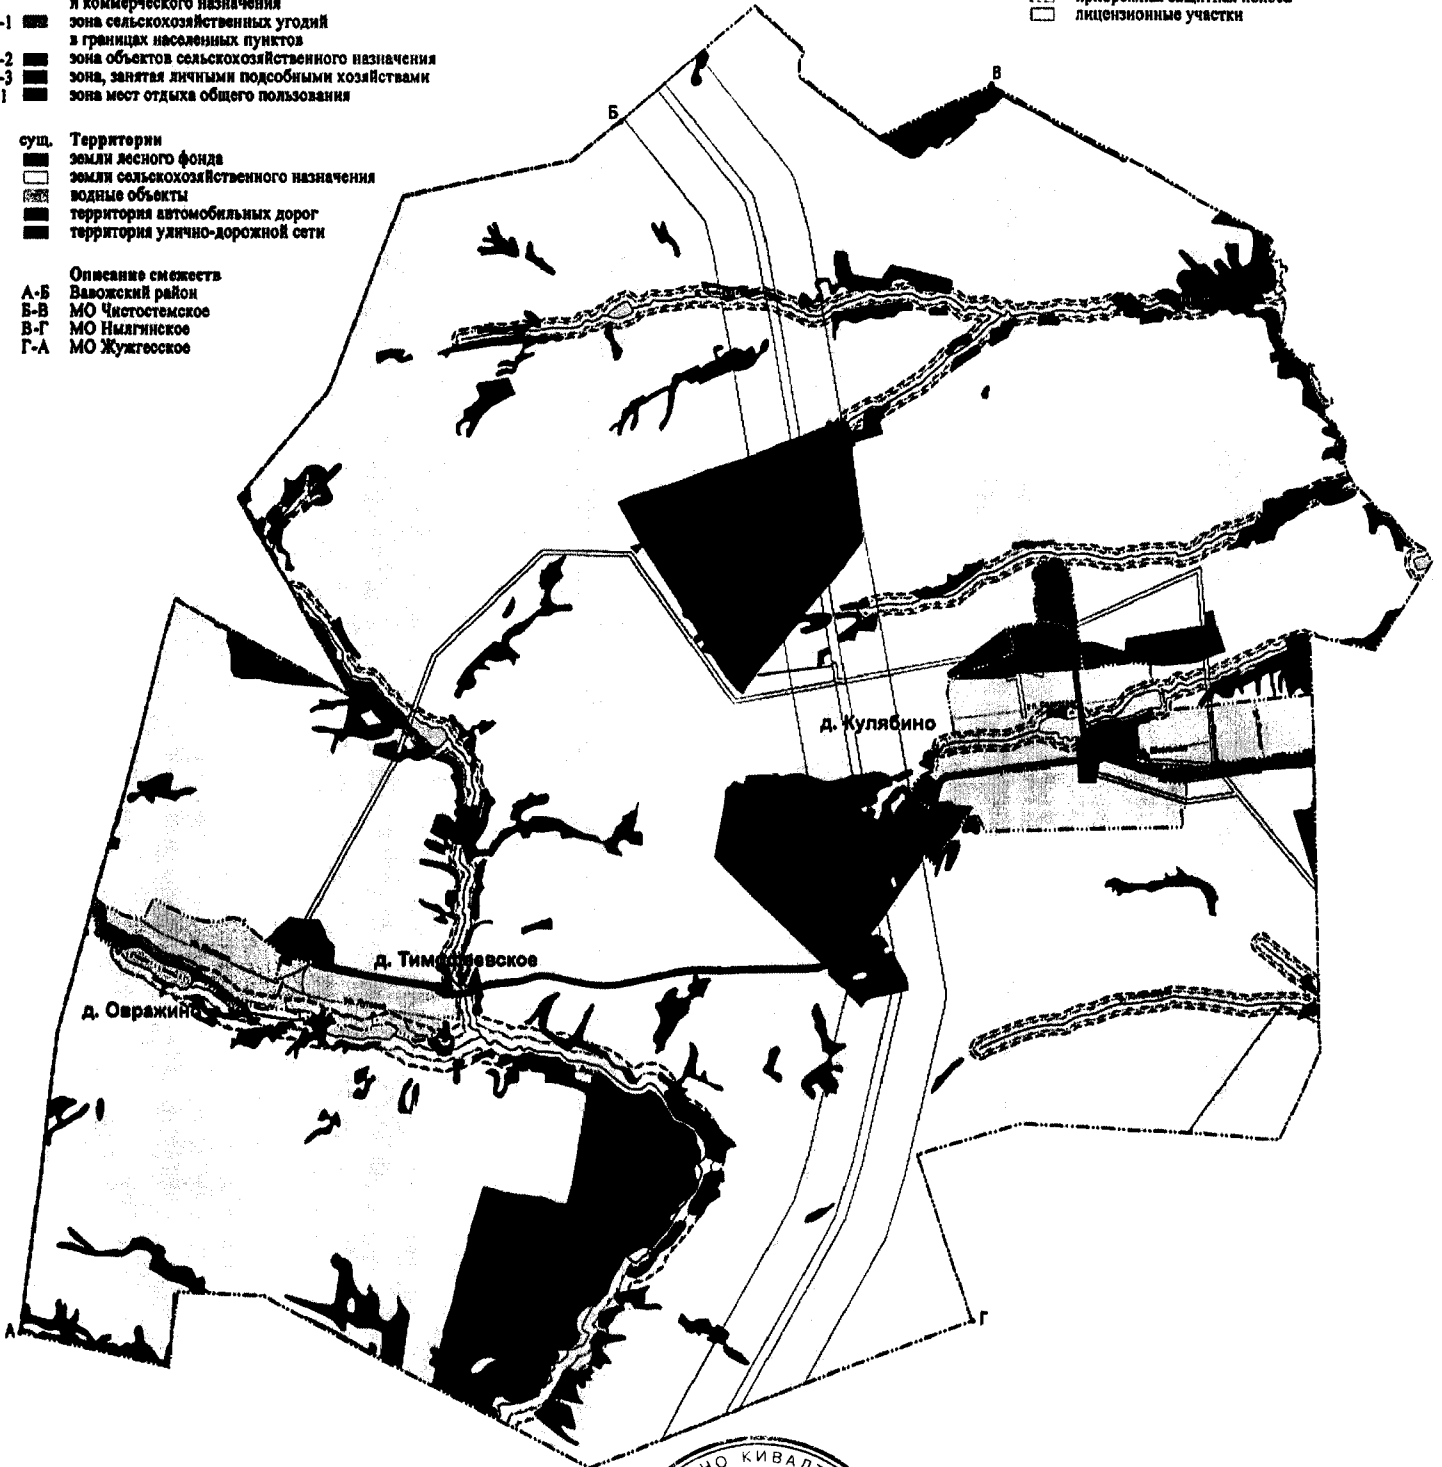 и коммерческого назначения
-1 зона сельскохозяйственных угодий
в границах населенных пунктов
-2 зона объектов сельскохозяйственного назначения
-3 зона, занятая личными подсобными хозяйствами
1 зона мест отдыха общего пользования
сущ. Территории
земли лесного фонда
земли сельскохозяйственного назначения
водные объекты
территория автомобильных дорог
территория улично-дорожной сети
Описание смежеств
А-Б Вавожский район
Б-В МО Чистостемское
В-Г МО Нылгинское
Г-А МО Жужгесское
лицензионные участки
Б
В
д. Кулябино
д. Тимофеевское
д. Овражино
А
Г